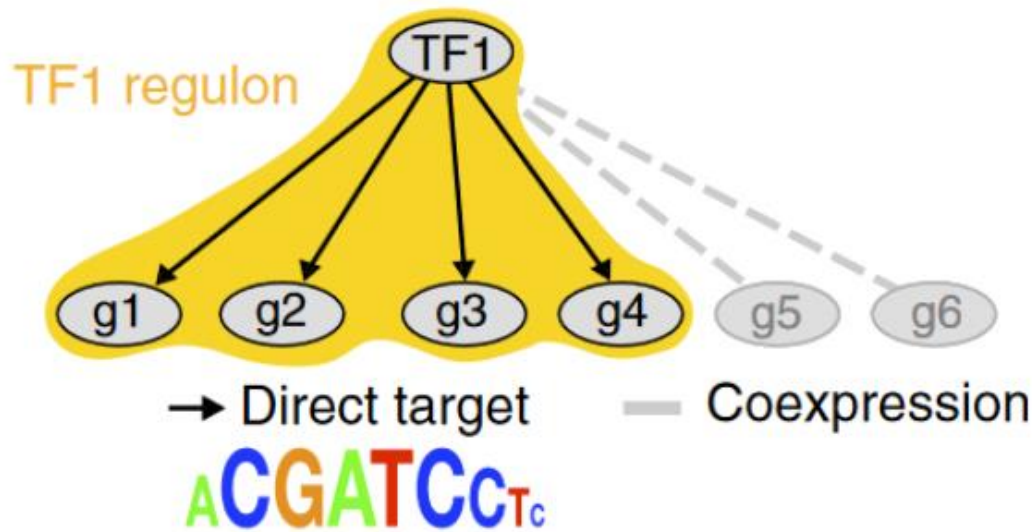 TF1
TF1 regulon
g1 g2 g3 g4 g5 g6
Direct target Coexpression
ACGATCCTC